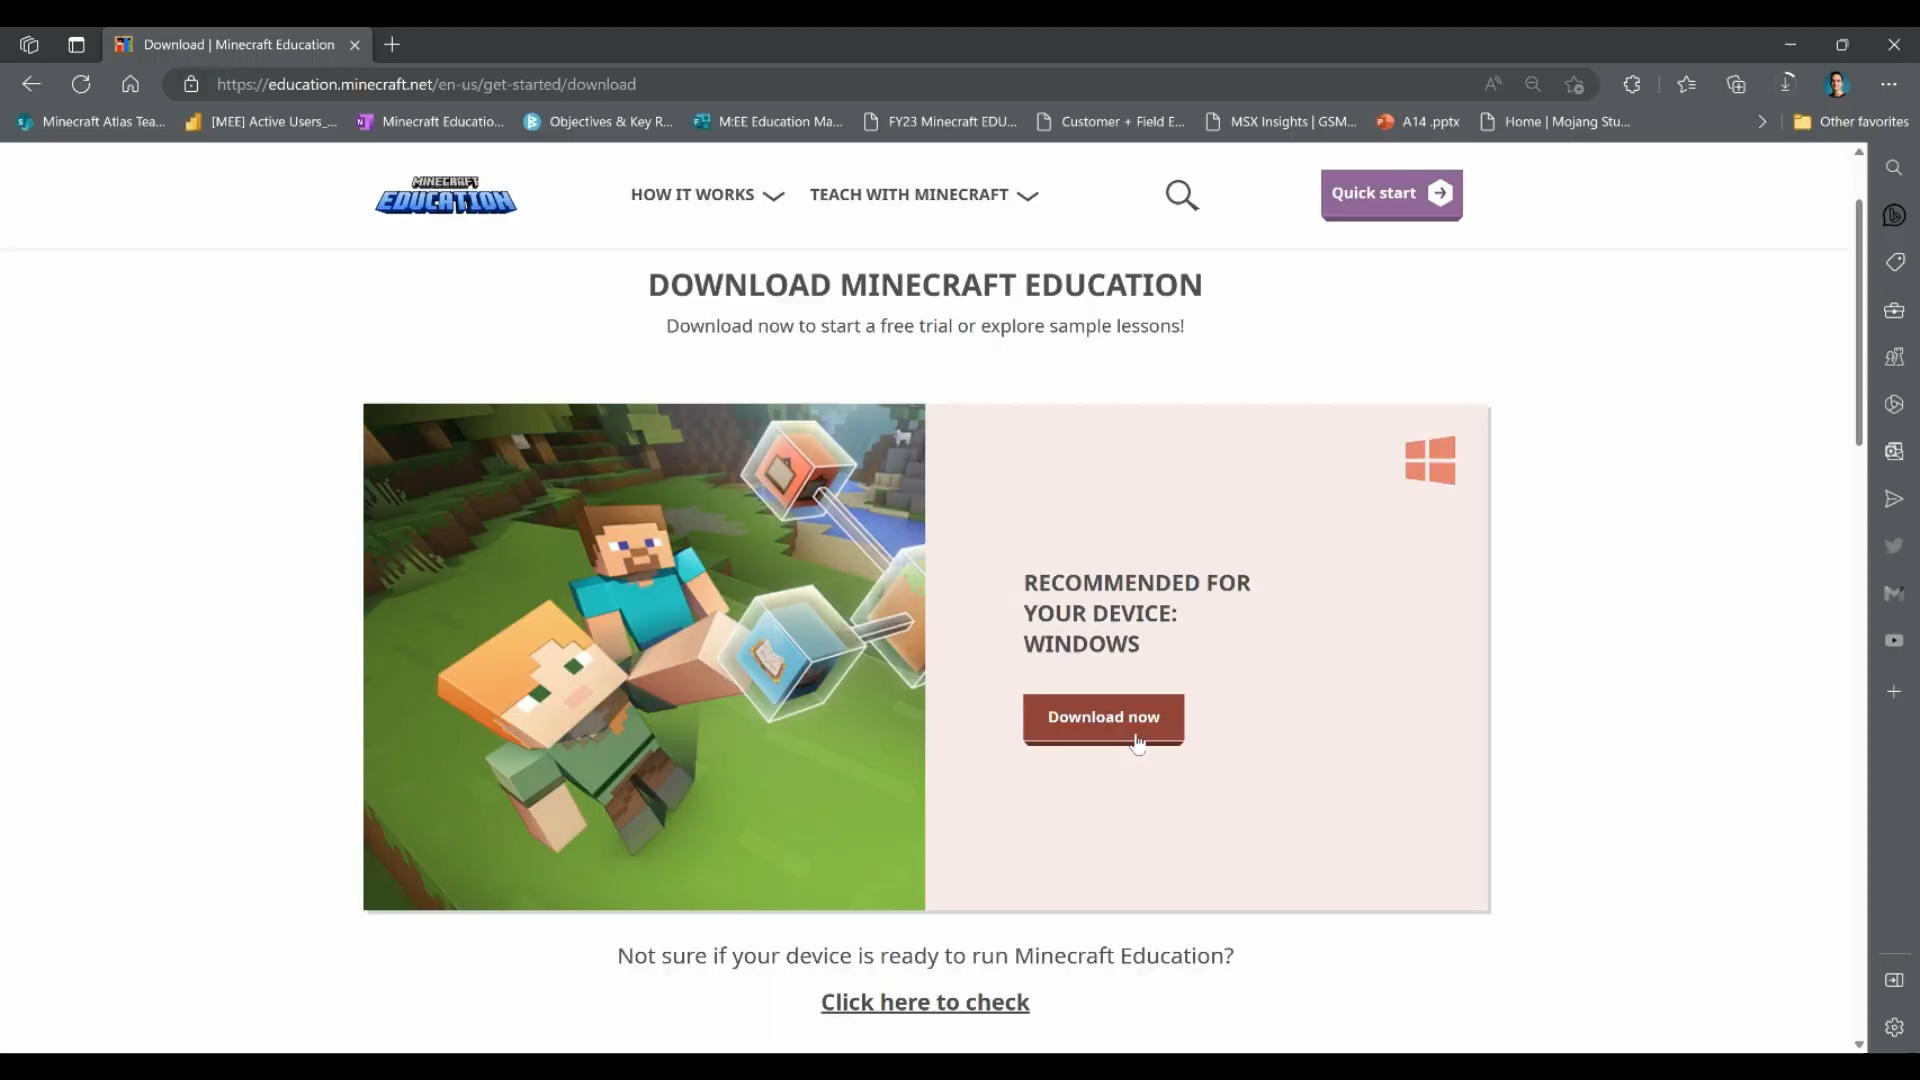 Download | Minecraft Education
https://education.minecraft.net/en-us/get-started/download
Minecraft Atlas Tea...
[MEE] Active Users_...
Minecraft Educatio...
Objectives & Key R...
M:EE Education Ma...
FY23 Minecraft EDU...
Customer + Field E...
MSX Insights | GSM...
A14 .pptx
Home | Mojang Stu...
Other favorites
MINECRAFT
EDUCATION
HOW IT WORKS
TEACH WITH MINECRAFT
Quick start
DOWNLOAD MINECRAFT EDUCATION
Download now to start a free trial or explore sample lessons!
RECOMMENDED FOR
YOUR DEVICE:
WINDOWS
Download now
Not sure if your device is ready to run Minecraft Education?
Click here to check